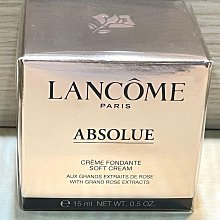 LANCÔME
PARIS
ABSOLUE
CRÈME FONDANTE
SOFT CREAM
AUX GRANDS EXTRAITS DE ROSE
WITH GRAND ROSE EXTRACTS
℮ 15 ml NET WT. 0.5 OZ.